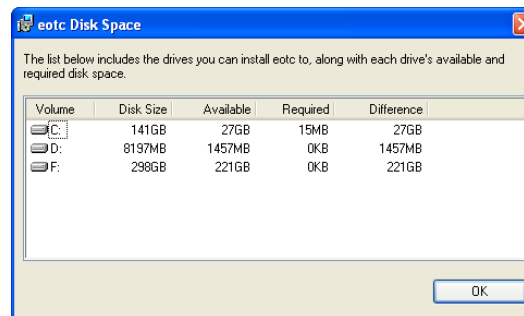 eotc Disk Space
The list below includes the drives you can install eotc to, along with each drive's available and
required disk space.
Volume Disk Size Available Required Difference
C: 141GB 27GB 15MB 27GB
D: 8197MB 1457MB 0KB 1457MB
F: 298GB 221GB 0KB 221GB
OK